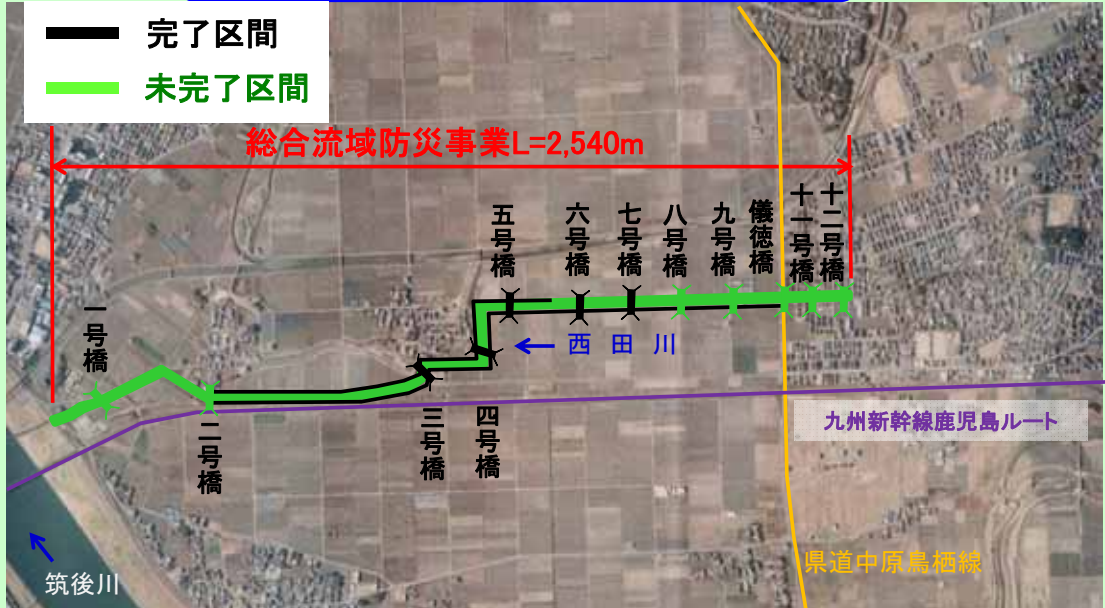 完了区間
未完了区間
総合流域防災事業L=2,540m
一号橋
二号橋
三号橋
四号橋
五号橋
六号橋
七号橋
八号橋
九号橋
儀徳橋
十一号橋
十二号橋
西田川
九州新幹線鹿児島ルート
県道中原鳥栖線
筑後川